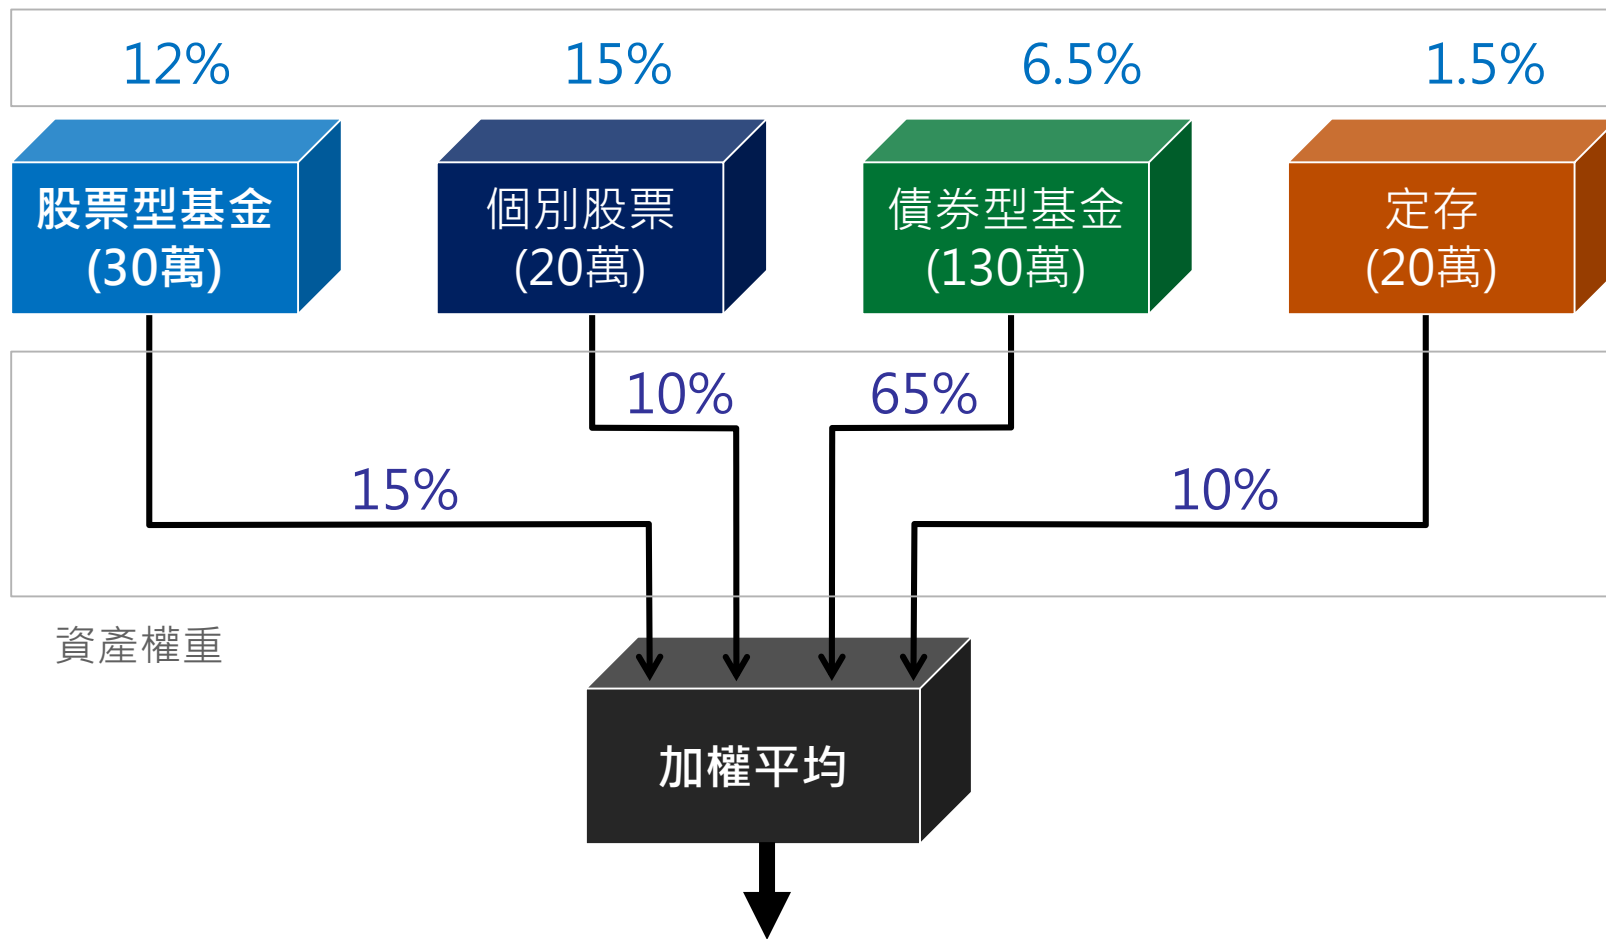 12% 15% 6.5% 1.5%
股票型基金
(30萬)
個別股票
(20萬)
債券型基金
(130萬)
定存
(20萬)
10% 65%
15% 10%
資產權重
加權平均